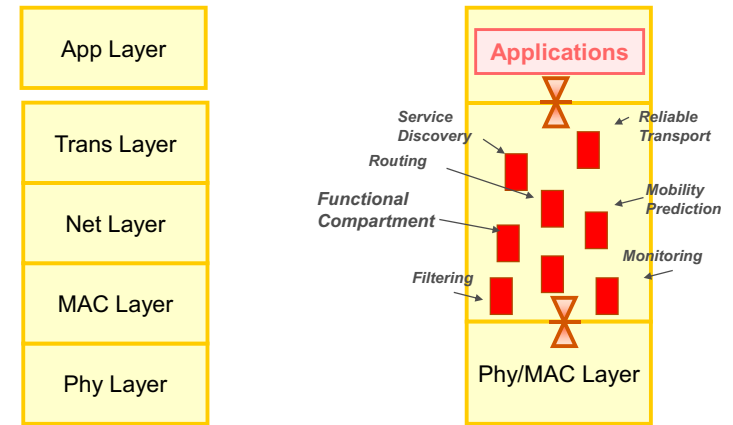 App Layer
Trans Layer
Net Layer
MAC Layer
Phy Layer
Applications
Service
Discovery
Reliable
Transport
Routing
Functional
Compartment
Mobility
Prediction
Monitoring
Filtering
Phy/MAC Layer